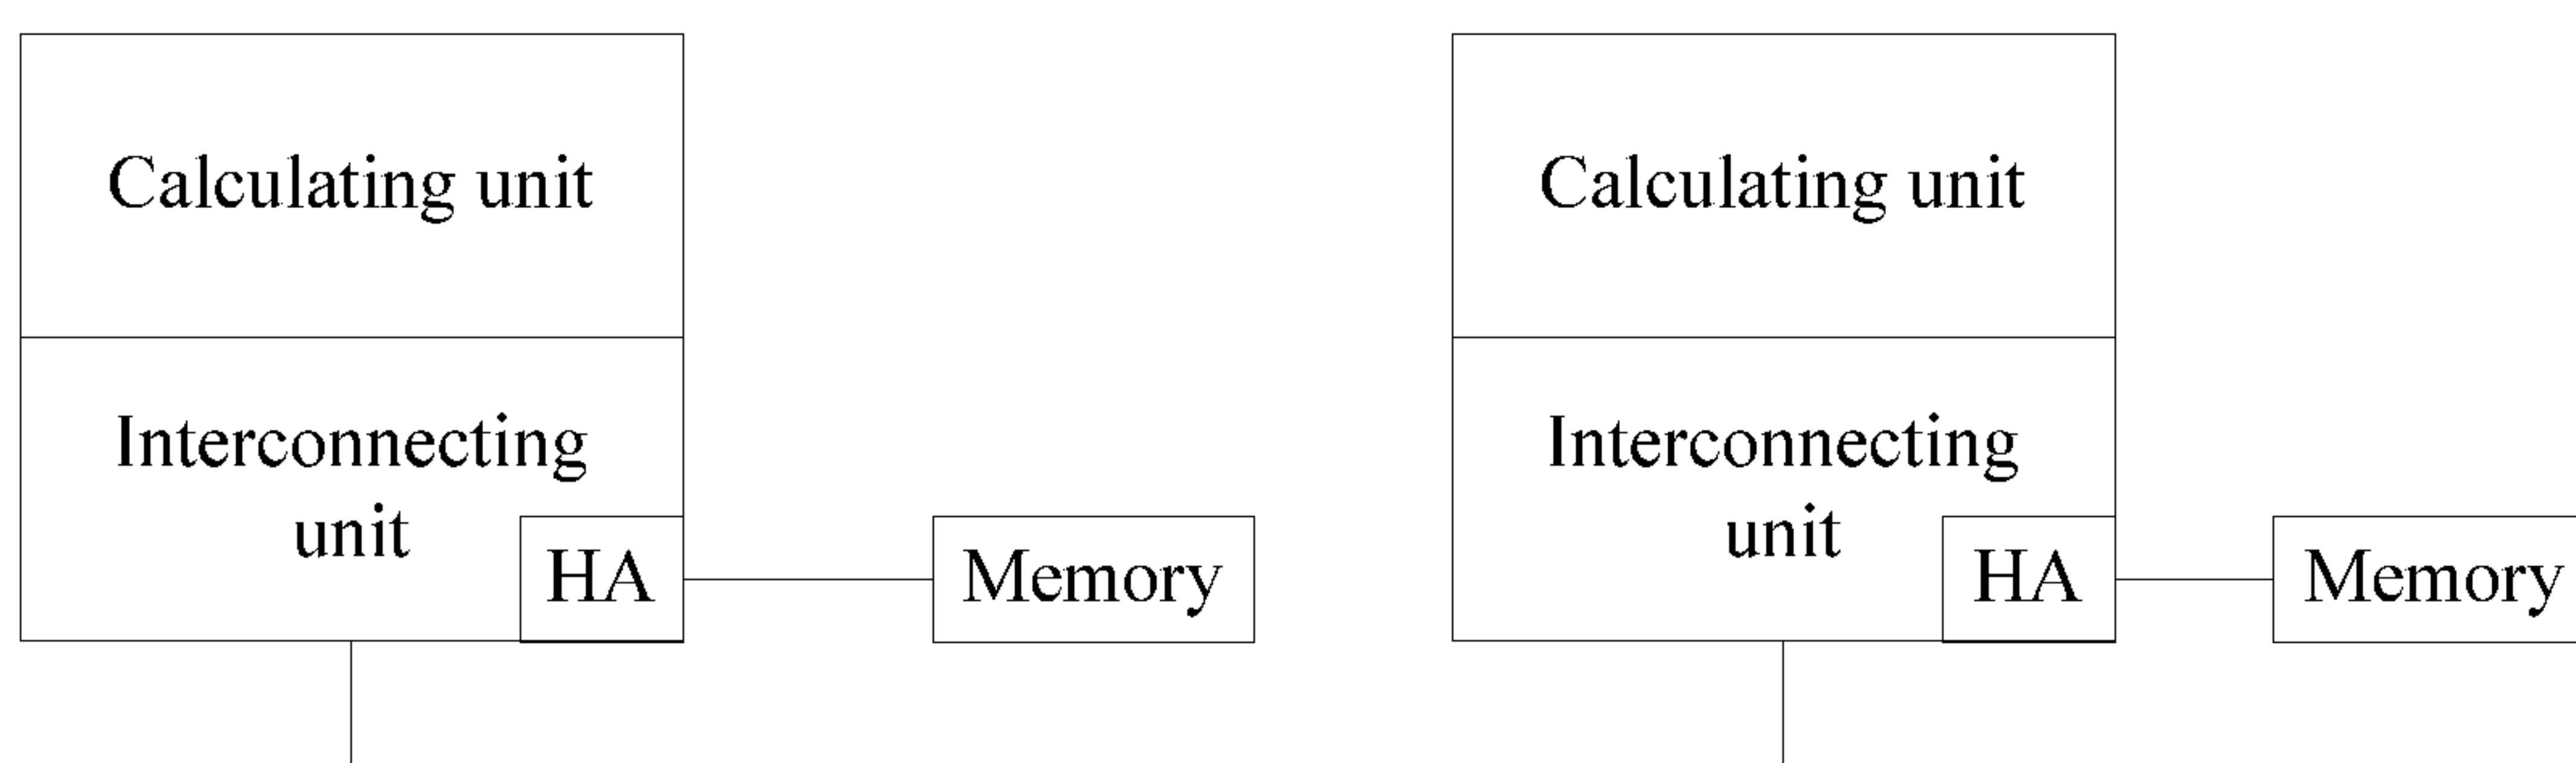 Calculating unit
Interconnecting
unit
HA
Memory
Calculating unit
Interconnecting
unit
HA
Memory